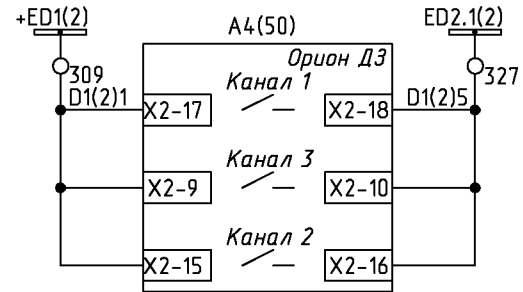 +ED1(2)
ED2.1(2)
A4(50)
Орион Д3
309
327
D1(2)1
D1(2)5
Канал 1
X2-17
X2-18
Канал 3
X2-9
X2-10
Канал 2
X2-15
X2-16